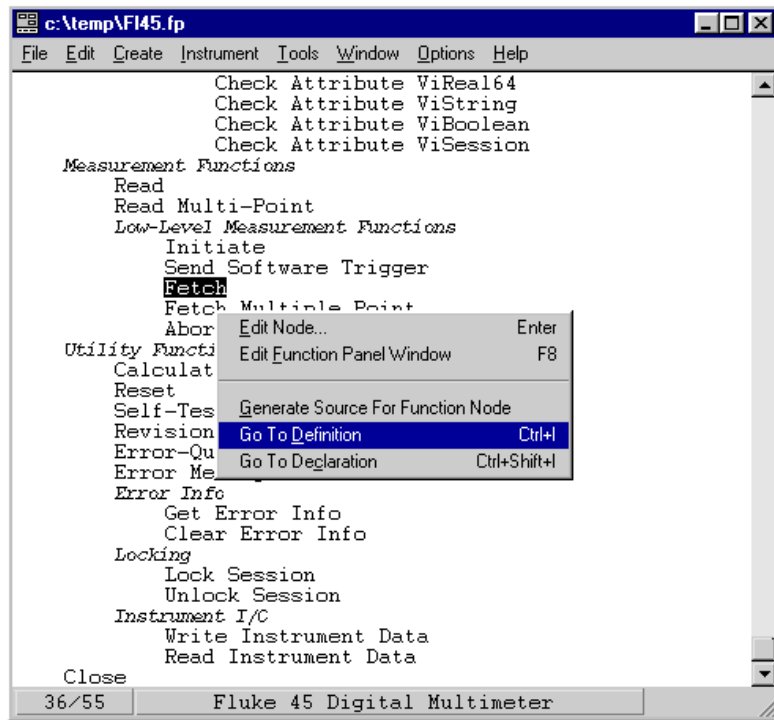 c:\temp\Fl45.fp
File Edit Create Instrument Tools Window Options Help
Check Attribute ViReal64
Check Attribute ViString
Check Attribute ViBoolean
Check Attribute ViSession
Measurement Functions
Read
Read Multi-Point
Low-Level Measurement Functions
Initiate
Send Software Trigger
Fetch
Fetch Multiple Point
Abor
Utility Functi
Calculat
Reset
Self-Tes
Revision
Error-Qu
Error Me
Edit Node... Enter
Edit Function Panel Window F8
Generate Source For Function Node
Go To Definition Ctrl+I
Go To Declaration Ctrl+Shift+I
Error Info
Get Error Info
Clear Error Info
Locking
Lock Session
Unlock Session
Instrument I/O
Write Instrument Data
Read Instrument Data
Close
36/55 Fluke 45 Digital Multimeter